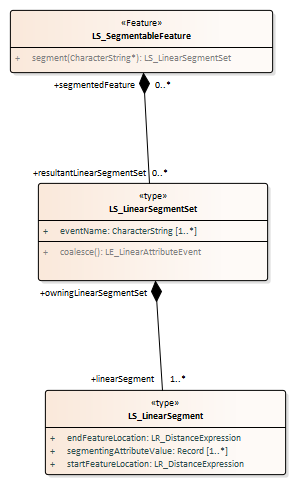 «Feature»
LS_SegmentableFeature
+ segment(CharacterString*): LS_LinearSegmentSet
+segmentedFeature 0..*
+resultantLinearSegmentSet 0..*
«type»
LS_LinearSegmentSet
+ eventName: CharacterString [1..*]
+ coalesce(): LE_LinearAttributeEvent
+owningLinearSegmentSet
+linearSegment 1..*
«type»
LS_LinearSegment
+ endFeatureLocation: LR_DistanceExpression
+ segmentingAttributeValue: Record [1..*]
+ startFeatureLocation: LR_DistanceExpression